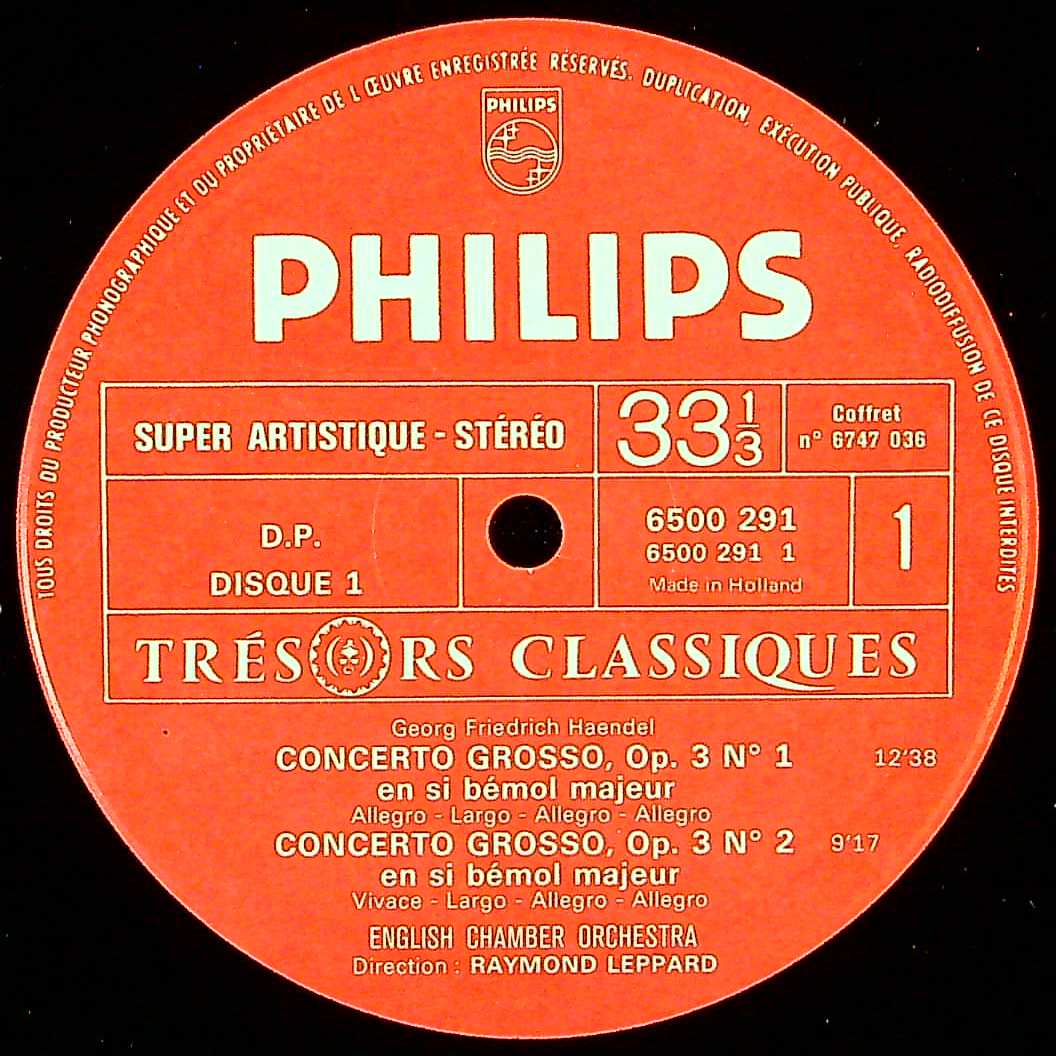 TOUS DROITS DU PRODUCTEUR PHONOGRAPHIQUE ET DU PROPRIÉTAIRE DE L ŒUVRE ENREGISTRÉE RÉSERVÉS. DUPLICATION, EXÉCUTION PUBLIQUE, RADIODIFFUSION DE CE DISQUE INTERDITES
PHILIPS
PHILIPS
SUPER ARTISTIQUE - STÉRÉO
33 1/3
Coffret
n° 6747 036
D.P.
DISQUE 1
6500 291
6500 291 1
Made in Holland
1
TRÉSORS CLASSIQUES
Georg Friedrich Haendel
CONCERTO GROSSO, Op. 3 N° 1 12'38
en si bémol majeur
Allegro - Largo - Allegro - Allegro
CONCERTO GROSSO, Op. 3 N° 2 9'17
en si bémol majeur
Vivace - Largo - Allegro - Allegro
ENGLISH CHAMBER ORCHESTRA
Direction : RAYMOND LEPPARD